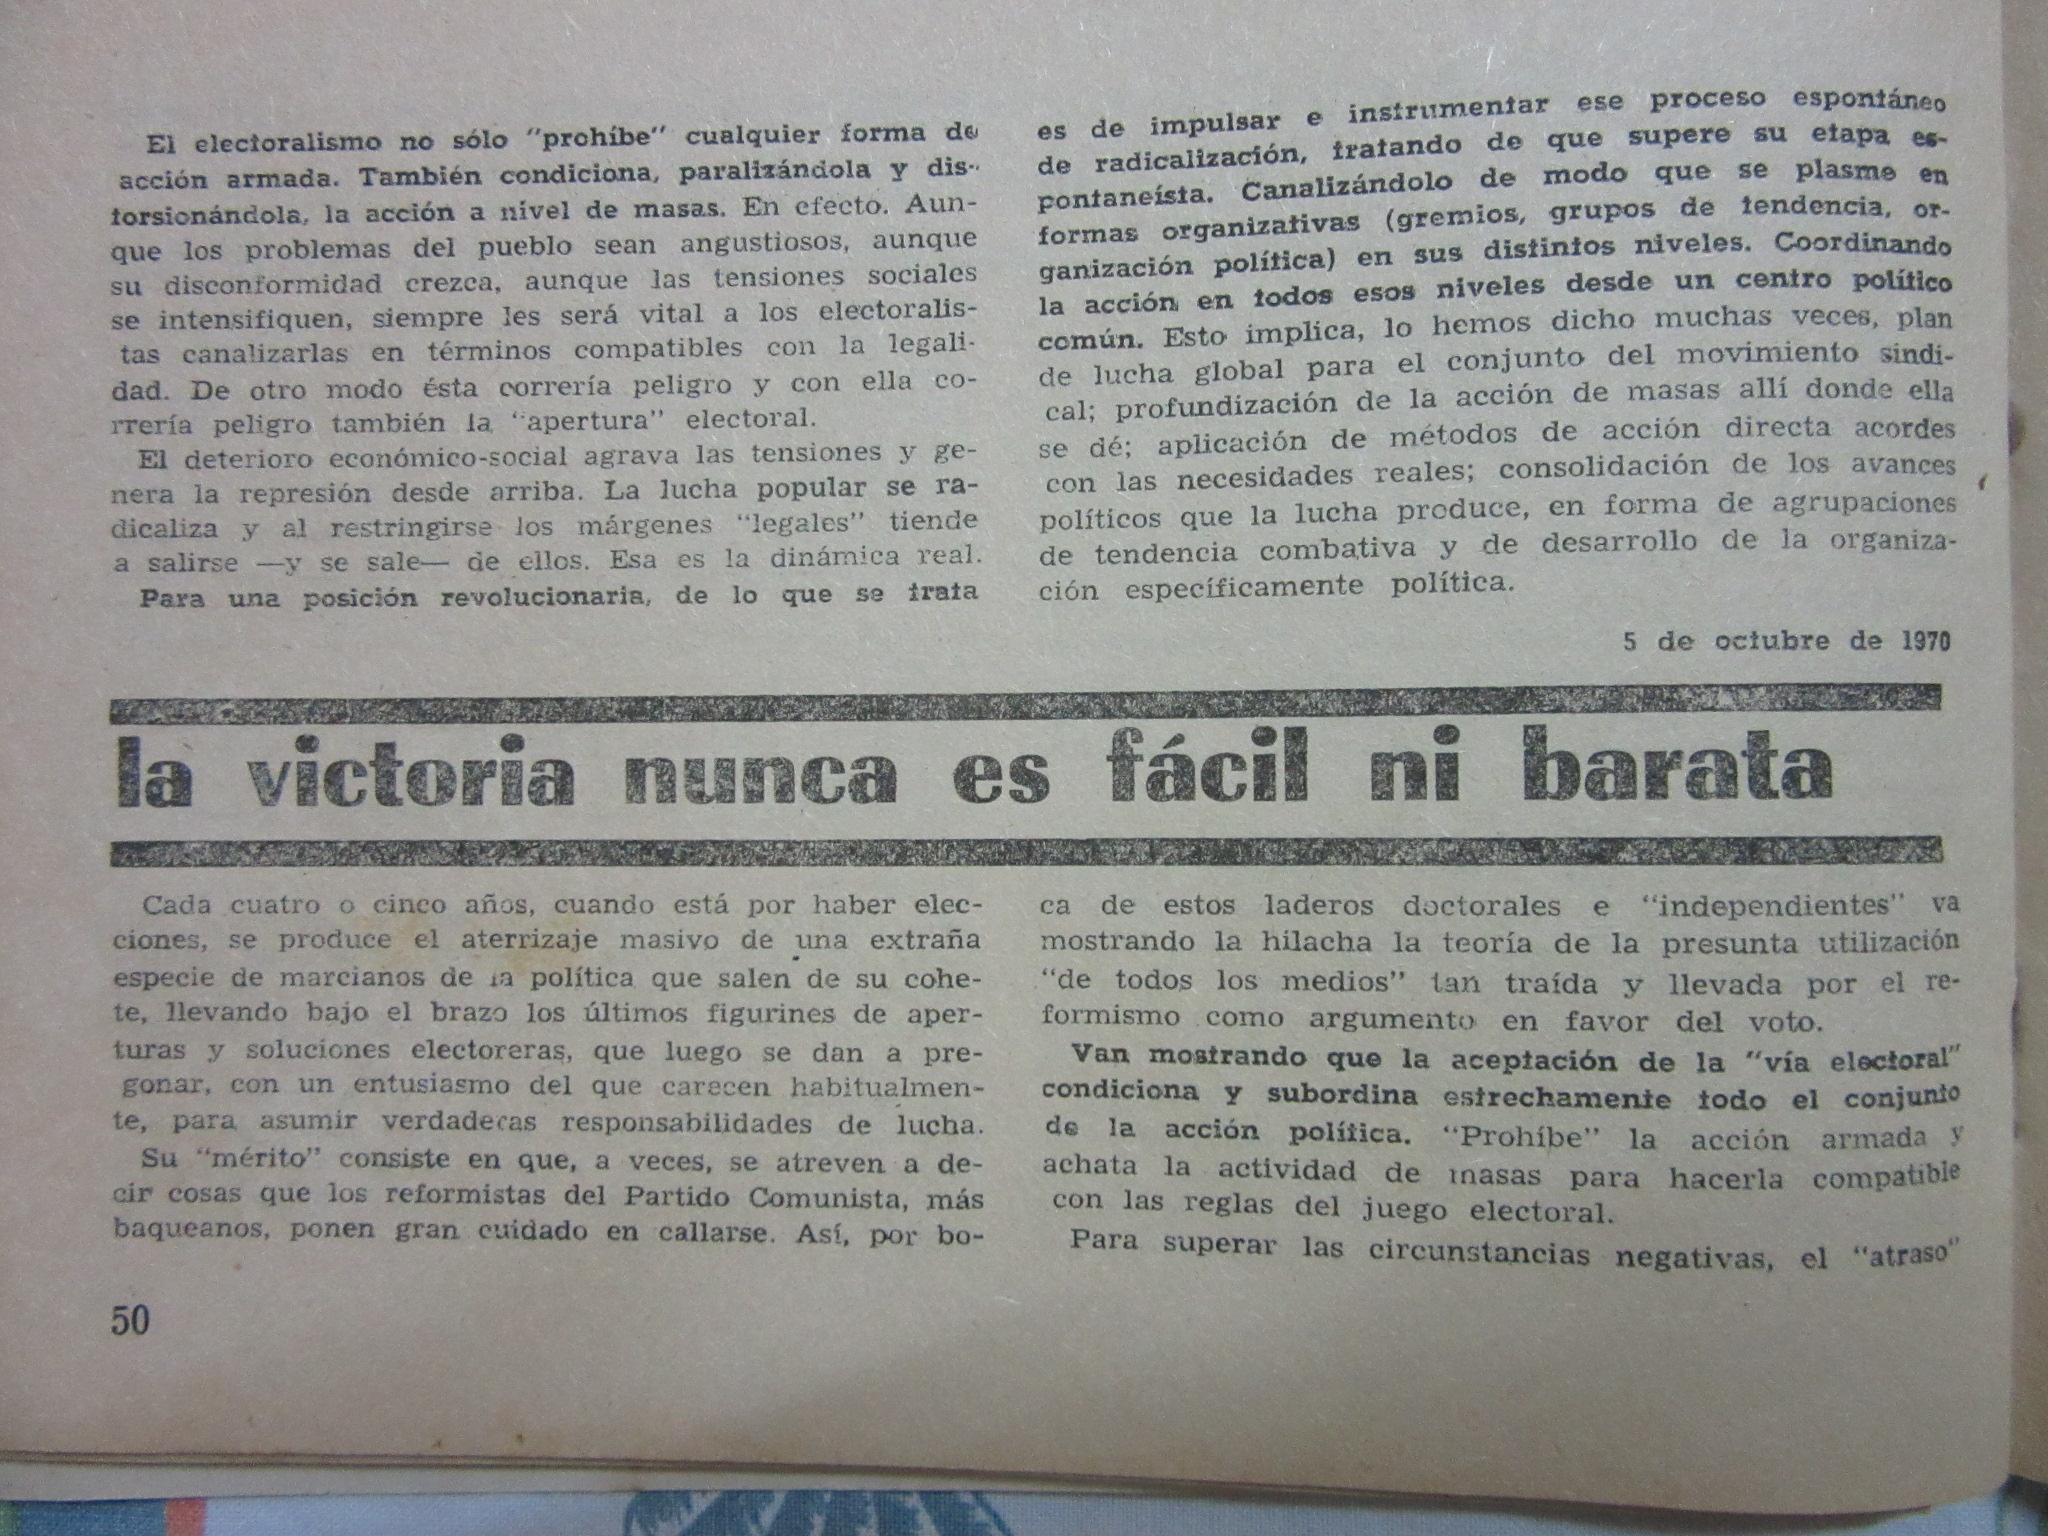 El electoralismo no sólo "prohíbe" cualquier forma de
acción armada. También condiciona, paralizándola y dis-
torsionándola, la acción a nivel de masas. En efecto. Aun-
que los problemas del pueblo sean angustiosos, aunque
su disconformidad crezca, aunque las tensiones sociales
se intensifiquen, siempre les será vital a los electoralis-
tas canalizarlas en términos compatibles con la legali-
dad. De otro modo ésta correría peligro y con ella co-
rrería peligro también la "apertura" electoral.
El deterioro económico-social agrava las tensiones y ge-
nera la represión desde arriba. La lucha popular se ra-
dicaliza y al restringirse los márgenes "legales" tiende
a salirse —y se sale— de ellos. Esa es la dinámica real.
Para una posición revolucionaria, de lo que se trata
es de impulsar e instrumentar ese proceso espontáneo
de radicalización, tratando de que supere su etapa es-
pontaneísta. Canalizándolo de modo que se plasme en
formas organizativas (gremios, grupos de tendencia, or-
ganización política) en sus distintos niveles. Coordinando
la acción en todos esos niveles desde un centro político
común. Esto implica, lo hemos dicho muchas veces, plan
de lucha global para el conjunto del movimiento sindi-
cal; profundización de la acción de masas allí donde ella
se dé; aplicación de métodos de acción directa acordes
con las necesidades reales; consolidación de los avances
políticos que la lucha produce, en forma de agrupaciones
de tendencia combativa y de desarrollo de la organiza-
ción específicamente política.
5 de octubre de 1970
la victoria nunca es fácil ni barata
Cada cuatro o cinco años, cuando está por haber elec-
ciones, se produce el aterrizaje masivo de una extraña
especie de marcianos de la política que salen de su cohe-
te, llevando bajo el brazo los últimos figurines de aper-
turas y soluciones electoreras, que luego se dan a pre-
gonar, con un entusiasmo del que carecen habitualmen-
te, para asumir verdaderas responsabilidades de lucha.
Su "mérito" consiste en que, a veces, se atreven a de-
cir cosas que los reformistas del Partido Comunista, más
baqueanos, ponen gran cuidado en callarse. Así, por bo-
ca de estos laderos doctorales e "independientes" va
mostrando la hilacha la teoría de la presunta utilización
"de todos los medios" tan traída y llevada por el re-
formismo como argumento en favor del voto.
Van mostrando que la aceptación de la "vía electoral"
condiciona y subordina estrechamente todo el conjunto
de la acción política. "Prohíbe" la acción armada y
achata la actividad de masas para hacerla compatible
con las reglas del juego electoral.
Para superar las circunstancias negativas, el "atraso"
50